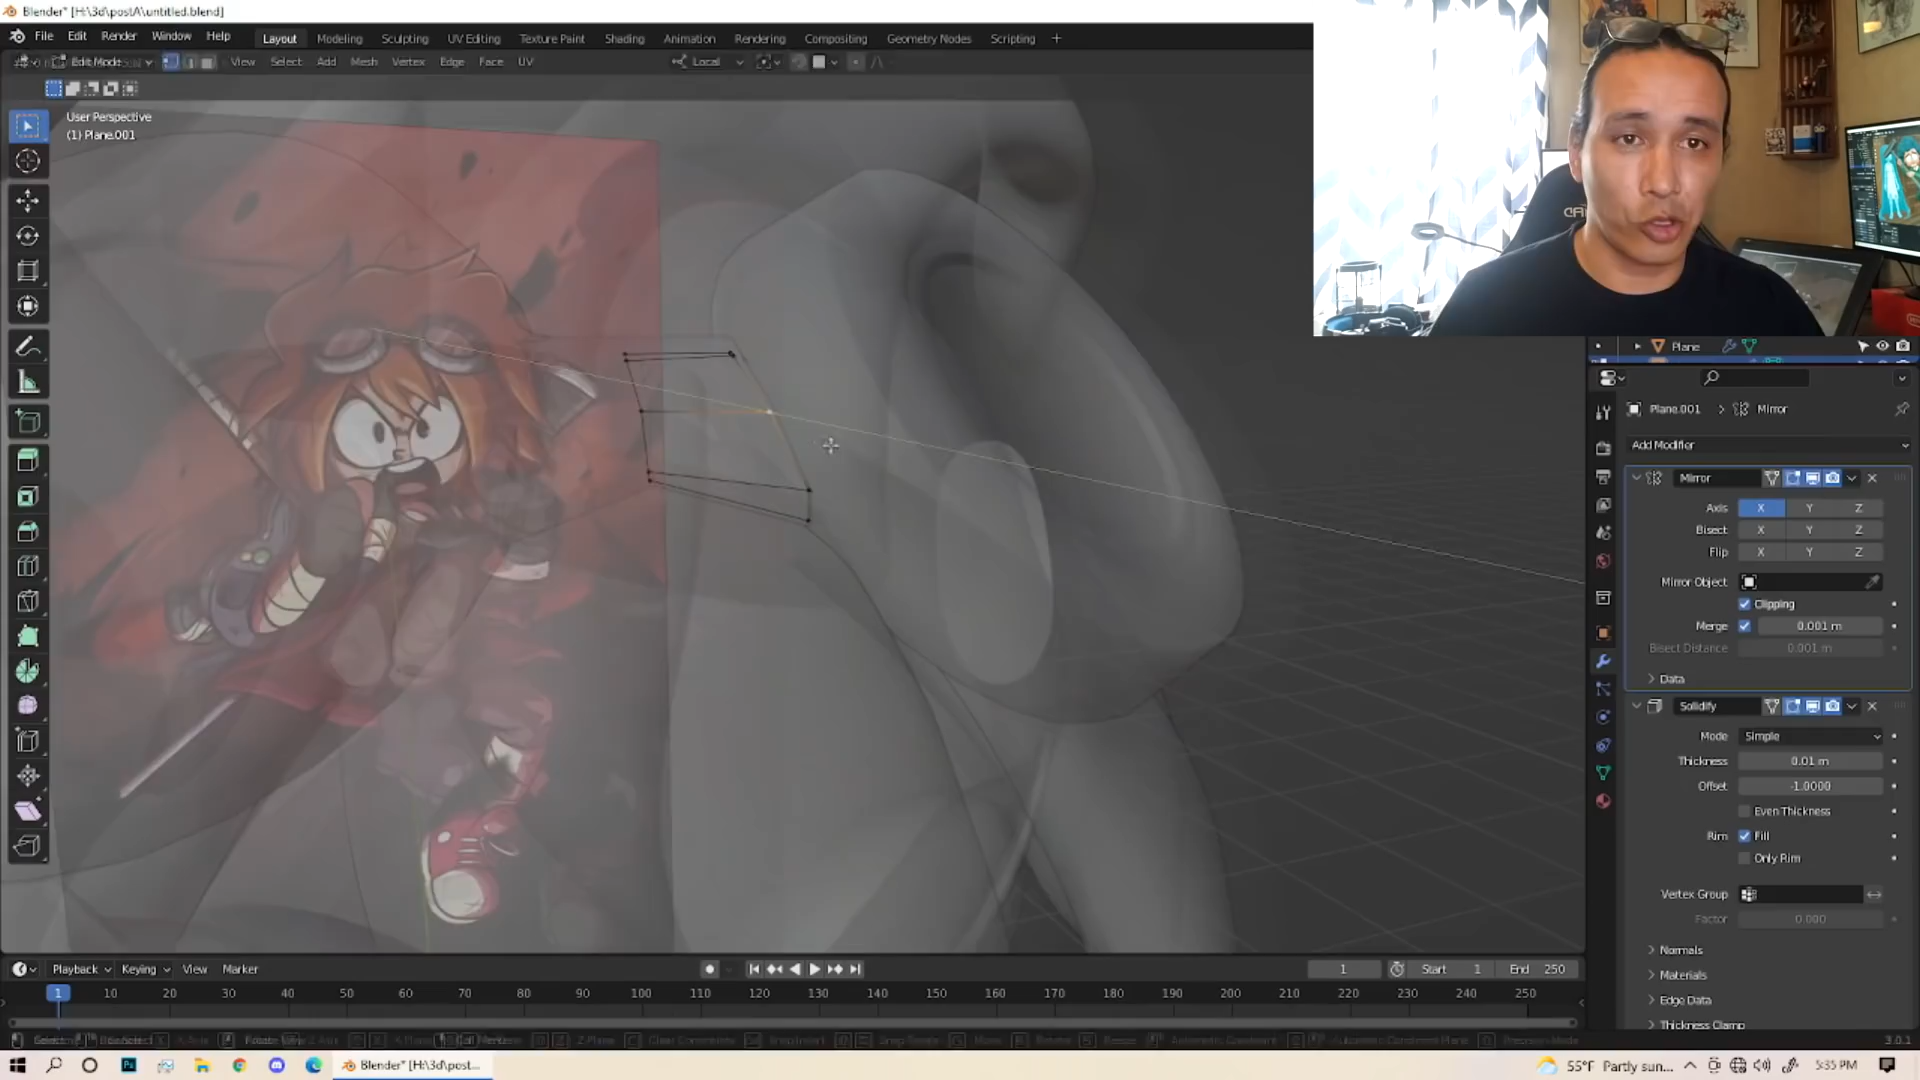 Blender* [H:\3d\postA\untitled.blend]
File Edit Render Window Help Layout Modeling Sculpting UV Editing Texture Paint Shading Animation Rendering Compositing Geometry Nodes Scripting +
Edit Mode View Select Add Mesh Vertex Edge Face UV Local
User Perspective
(1) Plane.001
Plane
Plane.001 > Mirror
Add Modifier
Mirror
Axis X Y Z
Bisect X Y Z
Flip X Y Z
Mirror Object
Clipping
Merge 0.001 m
Bisect Distance 0.001 m
Data
Solidify
Mode Simple
Thickness 0.01 m
Offset -1.0000
Even Thickness
Rim Fill
Only Rim
Vertex Group
Factor 0.000
Normals
Materials
Edge Data
Thickness Clamp
Playback Keying View Marker 1 Start 1 End 250
1 10 20 30 40 50 60 70 80 90 100 110 120 130 140 150 160 170 180 190 200 210 220 230 240 250
3.0.1
Blender* [H:\3d\post... 55°F Partly sun... 5:35 PM